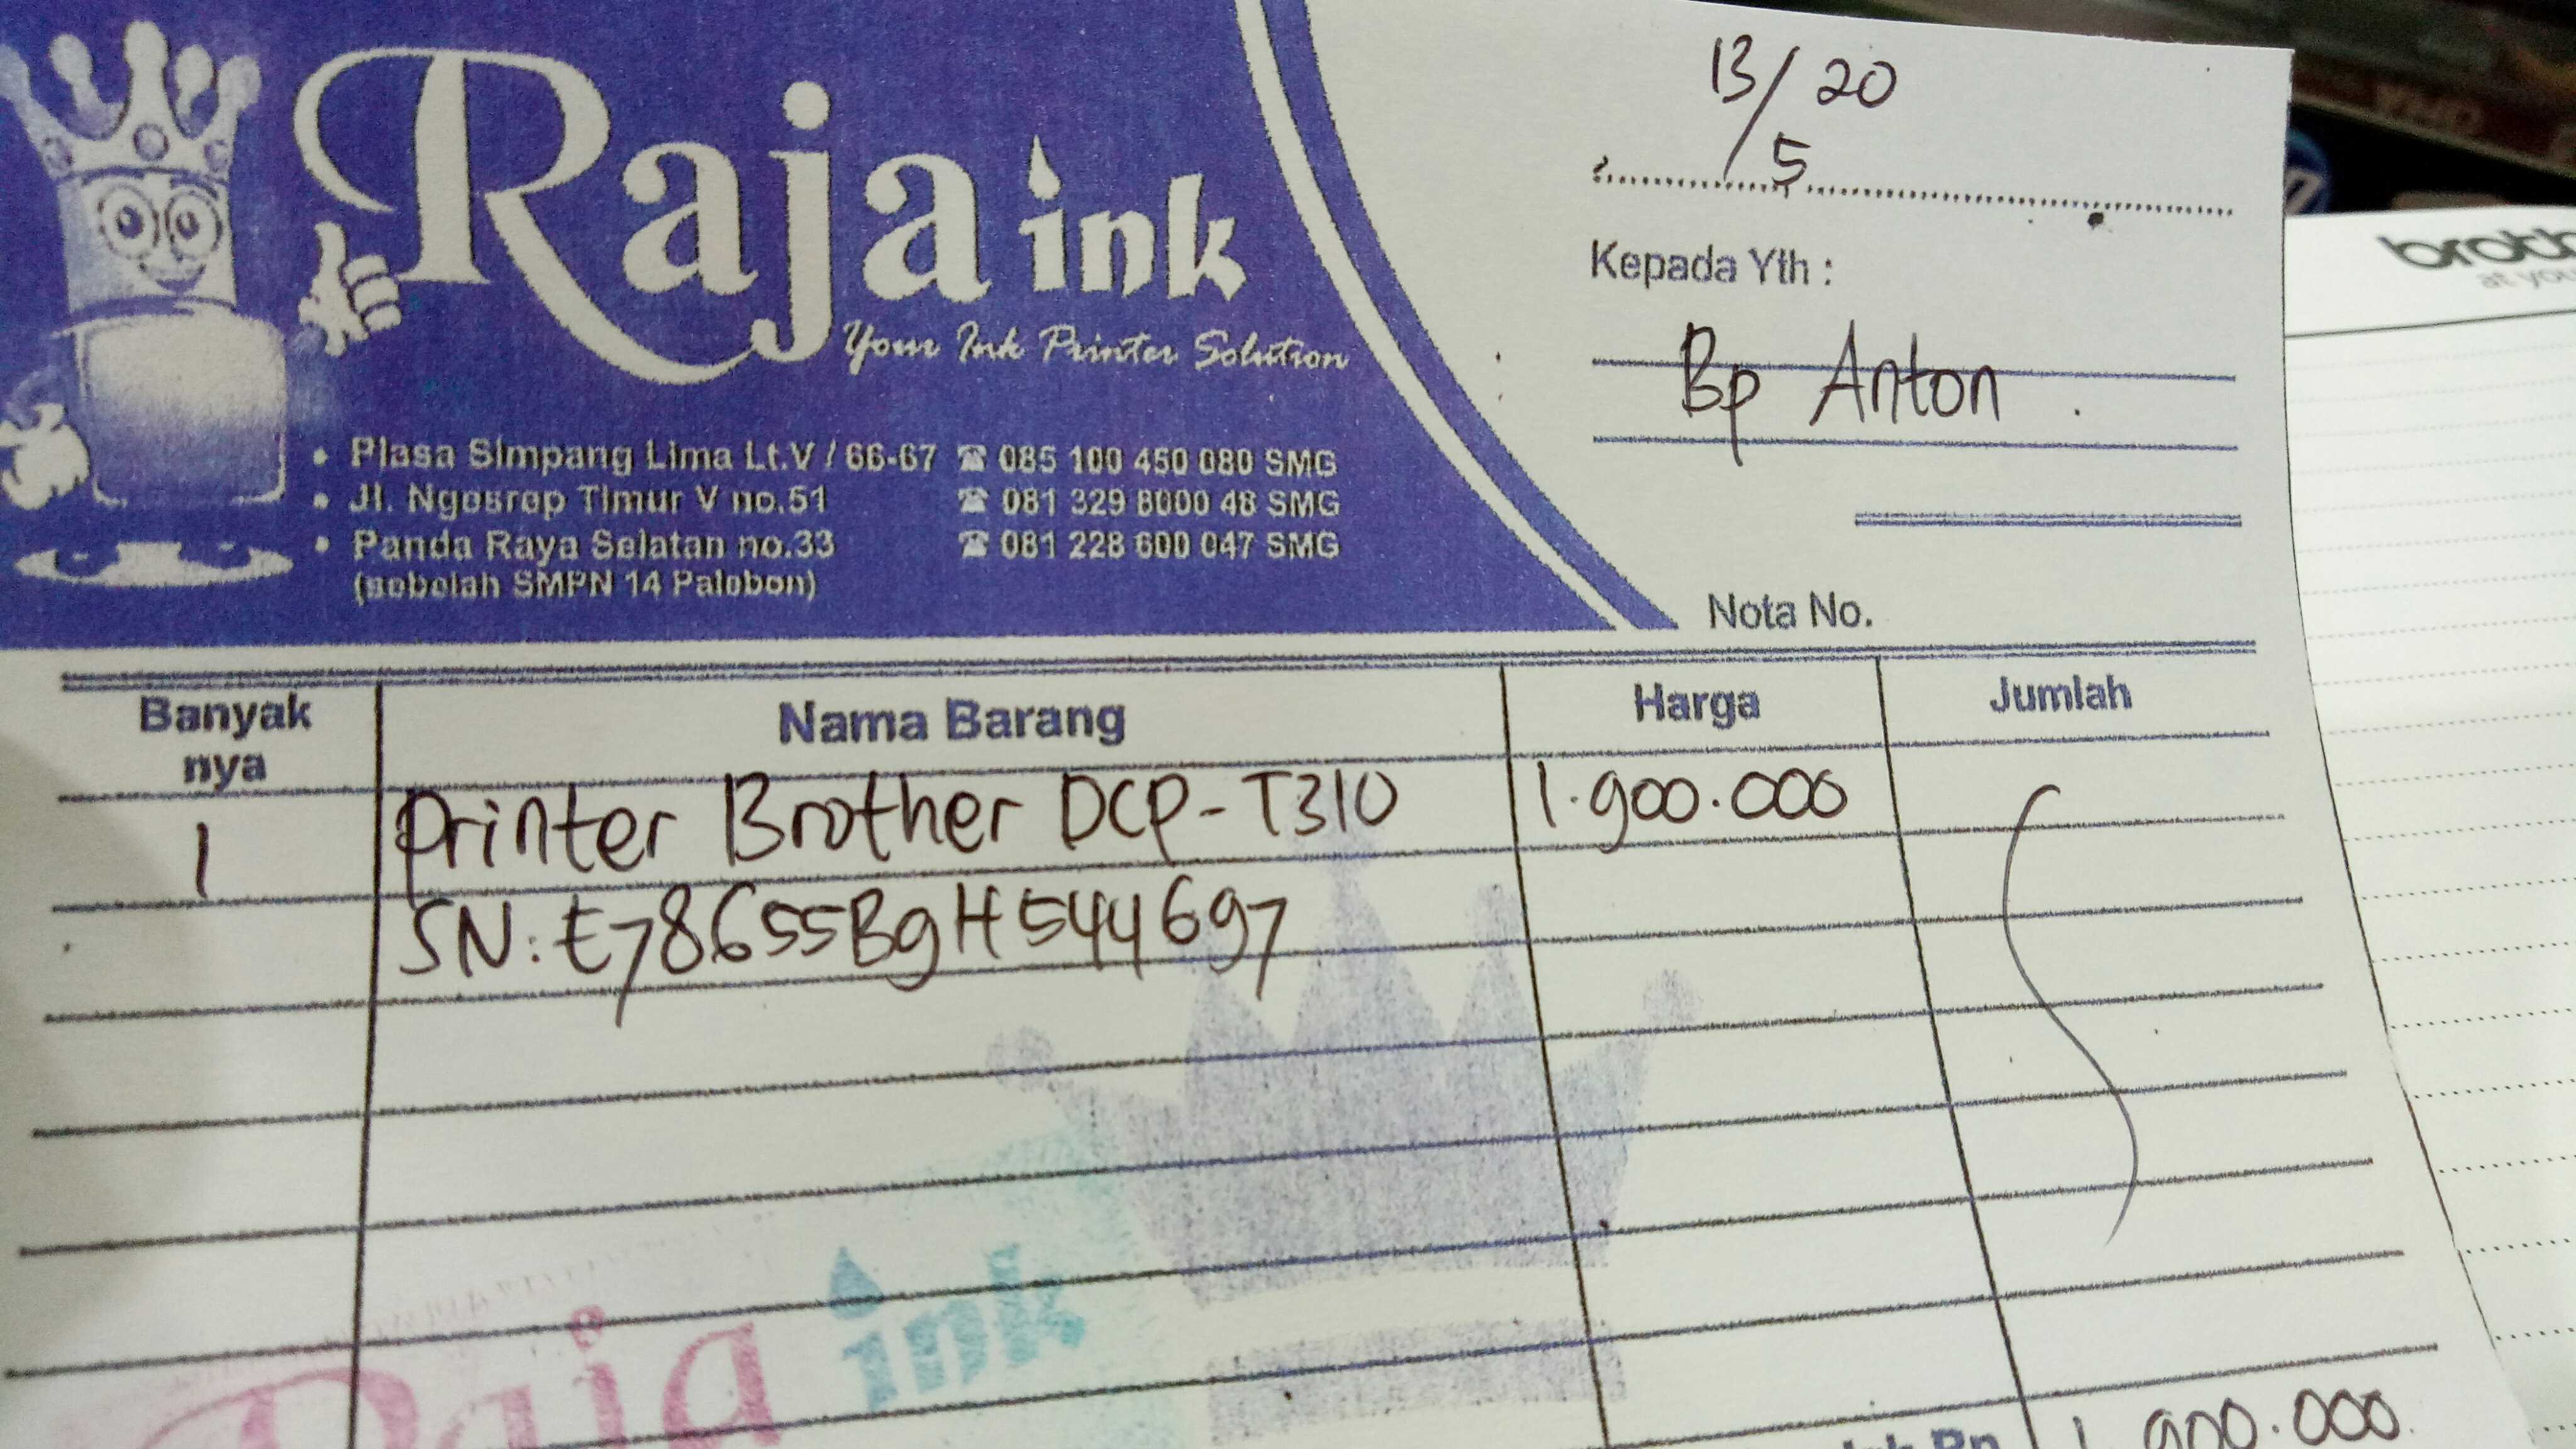 Raja ink
Your Ink Printer Solution
• Plasa Simpang Lima Lt.V / 66-67 ☎ 085 100 450 080 SMG
• Jl. Ngesrep Timur V no.51 ☎ 081 329 8000 48 SMG
• Panda Raya Selatan no.33 ☎ 081 228 600 047 SMG
(sebelah SMPN 14 Palebon)
13/5 20
Kepada Yth :
Bp Anton
Nota No.
Banyak nya Nama Barang Harga Jumlah
1 Printer Brother DCP-T310 1.900.000
SN: E78655B9H544697
Raja ink
Rp 1.900.000